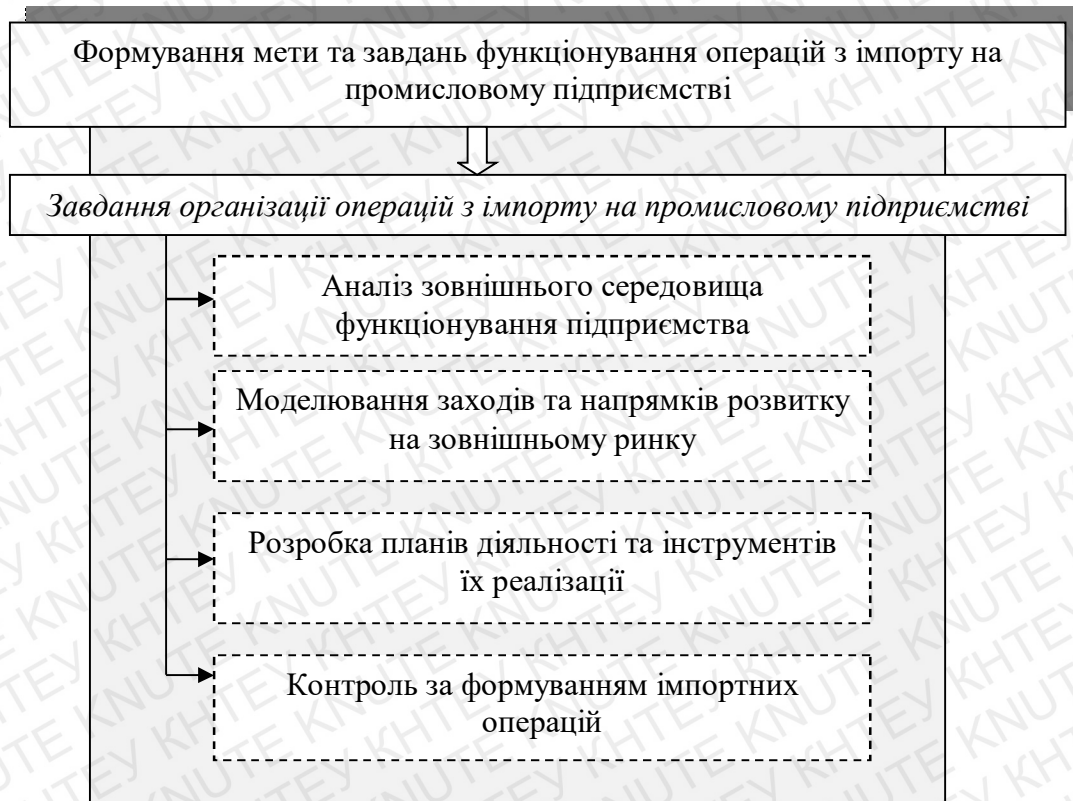 Формування мети та завдань функціонування операцій з імпорту на
промисловому підприємстві
Завдання організації операцій з імпорту на промисловому підприємстві
Аналіз зовнішнього середовища
функціонування підприємства
Моделювання заходів та напрямків розвитку
на зовнішньому ринку
Розробка планів діяльності та інструментів
їх реалізації
Контроль за формуванням імпортних
операцій